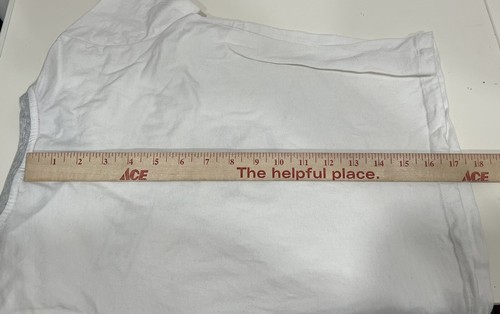 1 2 3 4 5 6 7 8 9 10 11 12 13 14 15 16 17 18
ACE The helpful place. ACE